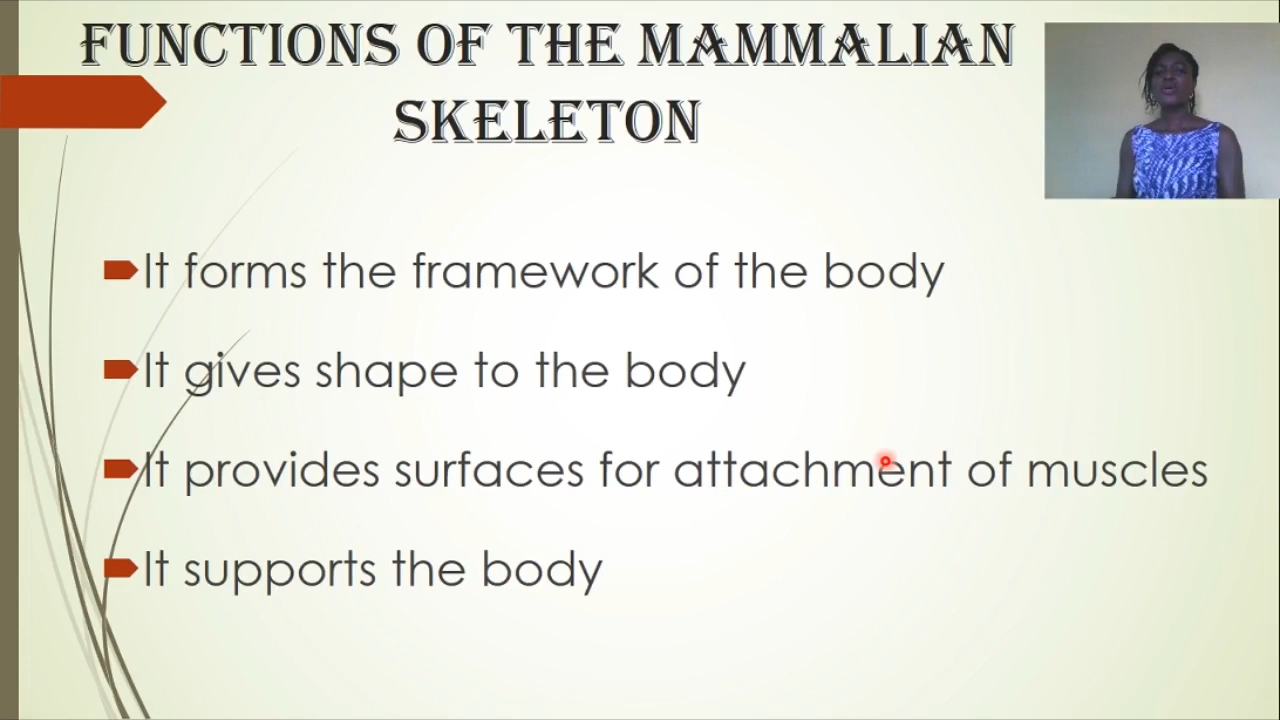 FUNCTIONS OF THE MAMMALIAN
SKELETON
It forms the framework of the body
It gives shape to the body
It provides surfaces for attachment of muscles
It supports the body